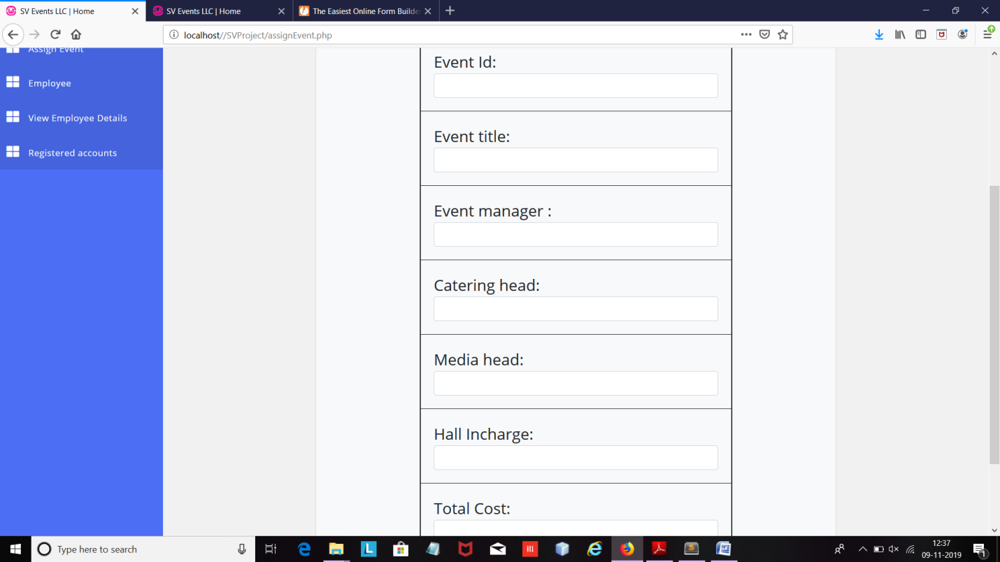 SV Events LLC | Home
SV Events LLC | Home
The Easiest Online Form Builde
localhost//SVProject/assignEvent.php
Assign Event
Employee
View Employee Details
Registered accounts
Event Id:
Event title:
Event manager :
Catering head:
Media head:
Hall Incharge:
Total Cost:
Type here to search
12:37
09-11-2019
1